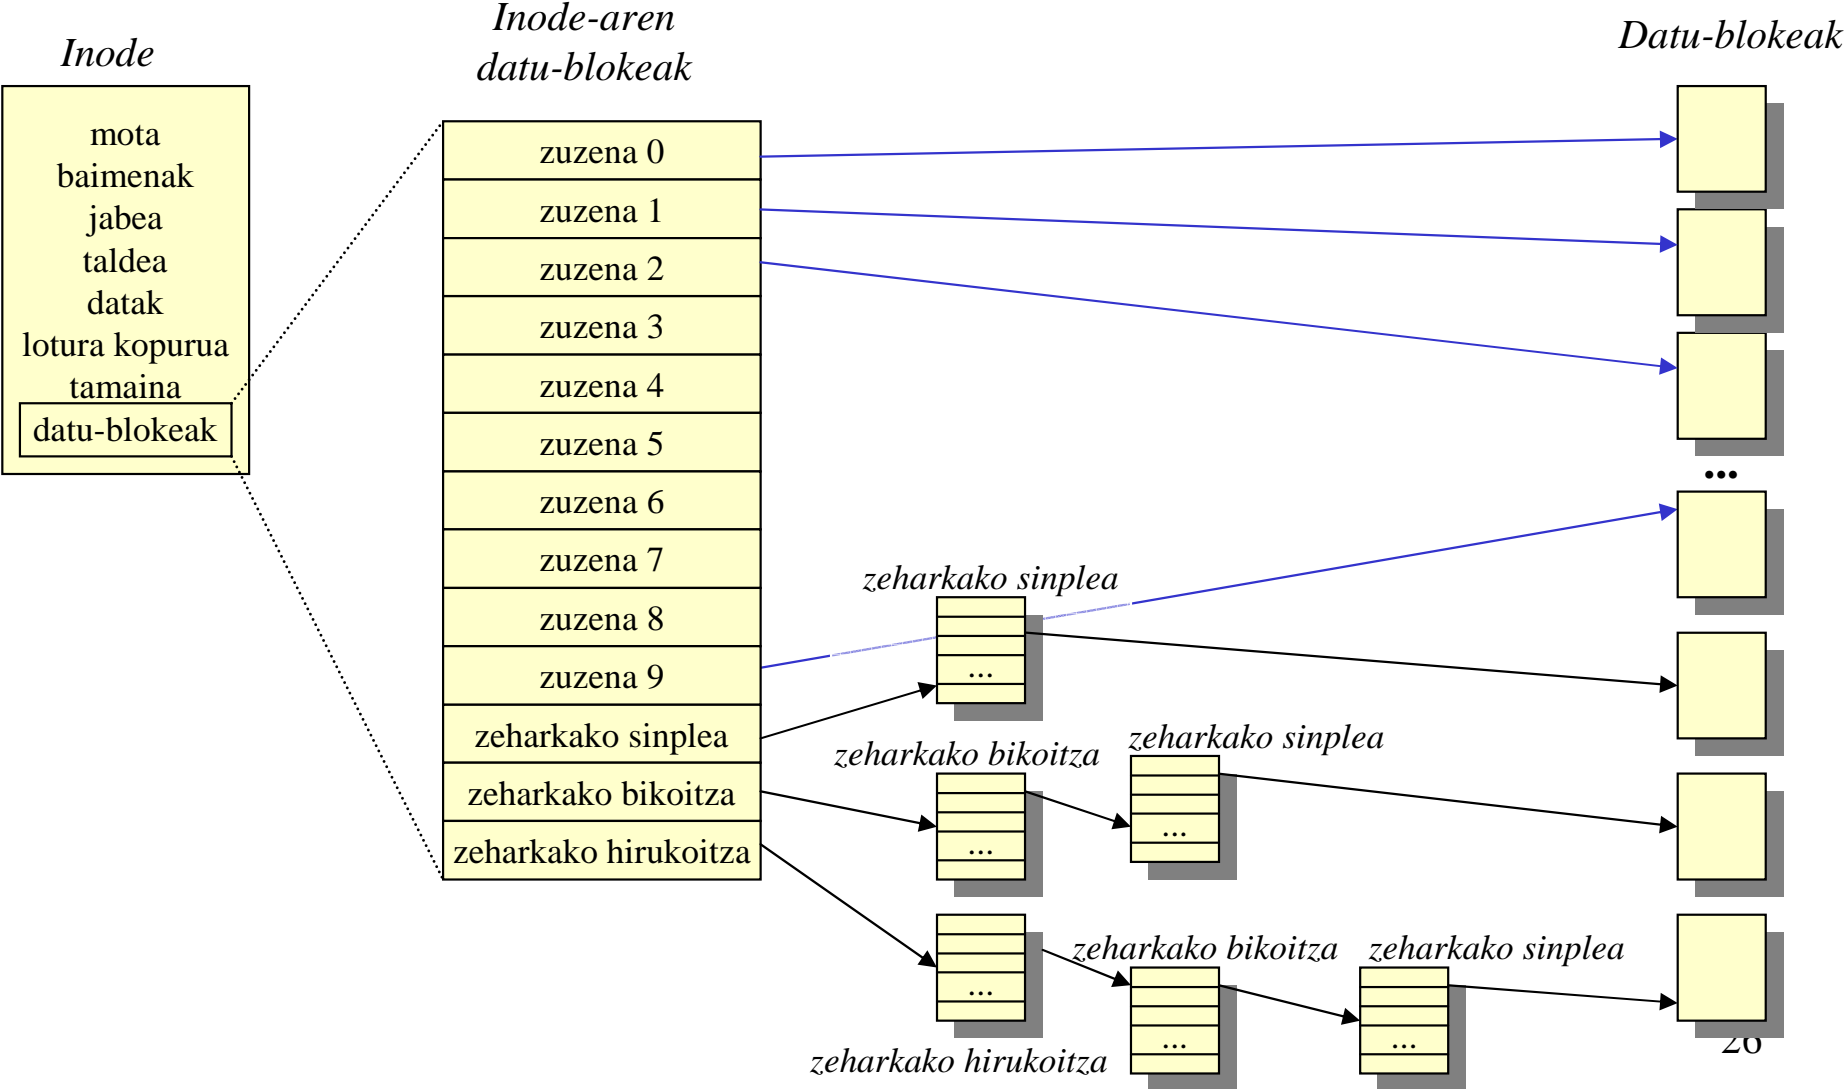 Inode
mota
baimenak
jabea
taldea
datak
lotura kopurua
tamaina
datu-blokeak
Inode-aren
datu-blokeak
zuzena 0
zuzena 1
zuzena 2
zuzena 3
zuzena 4
zuzena 5
zuzena 6
zuzena 7
zuzena 8
zuzena 9
zeharkako sinplea
zeharkako bikoitza
zeharkako hirukoitza
zeharkako sinplea
...
zeharkako bikoitza
...
zeharkako sinplea
...
...
zeharkako hirukoitza
zeharkako bikoitza
...
zeharkako sinplea
...
Datu-blokeak
...
26